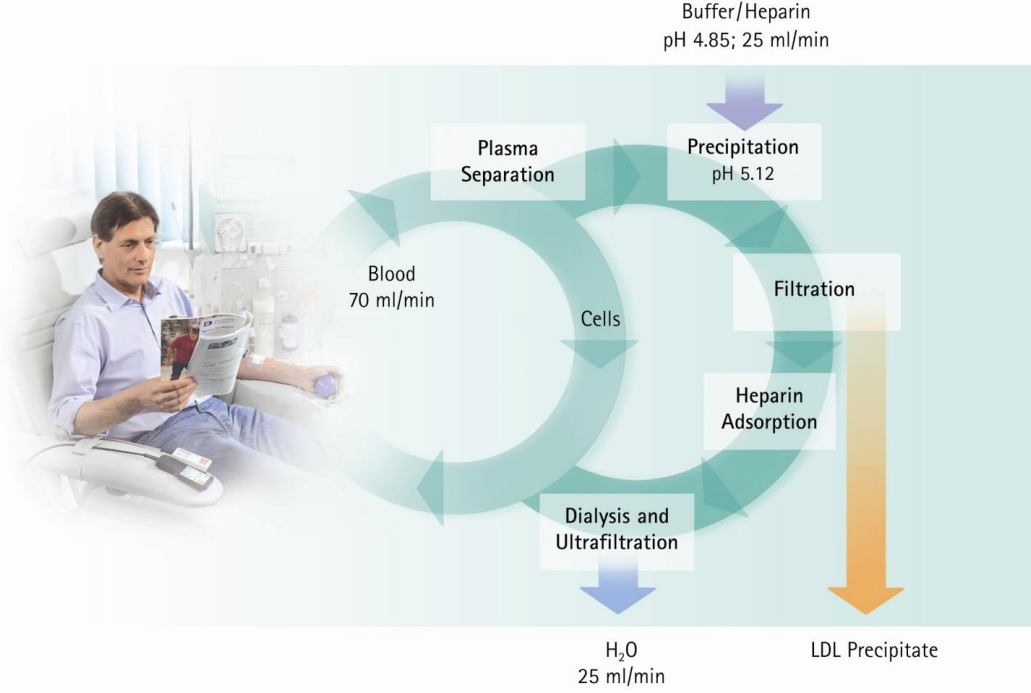 Buffer/Heparin
pH 4.85; 25 ml/min
Plasma
Separation
Precipitation
pH 5.12
Blood
70 ml/min
Filtration
Cells
Heparin
Adsorption
Dialysis and
Ultrafiltration
H₂O
25 ml/min
LDL Precipitate